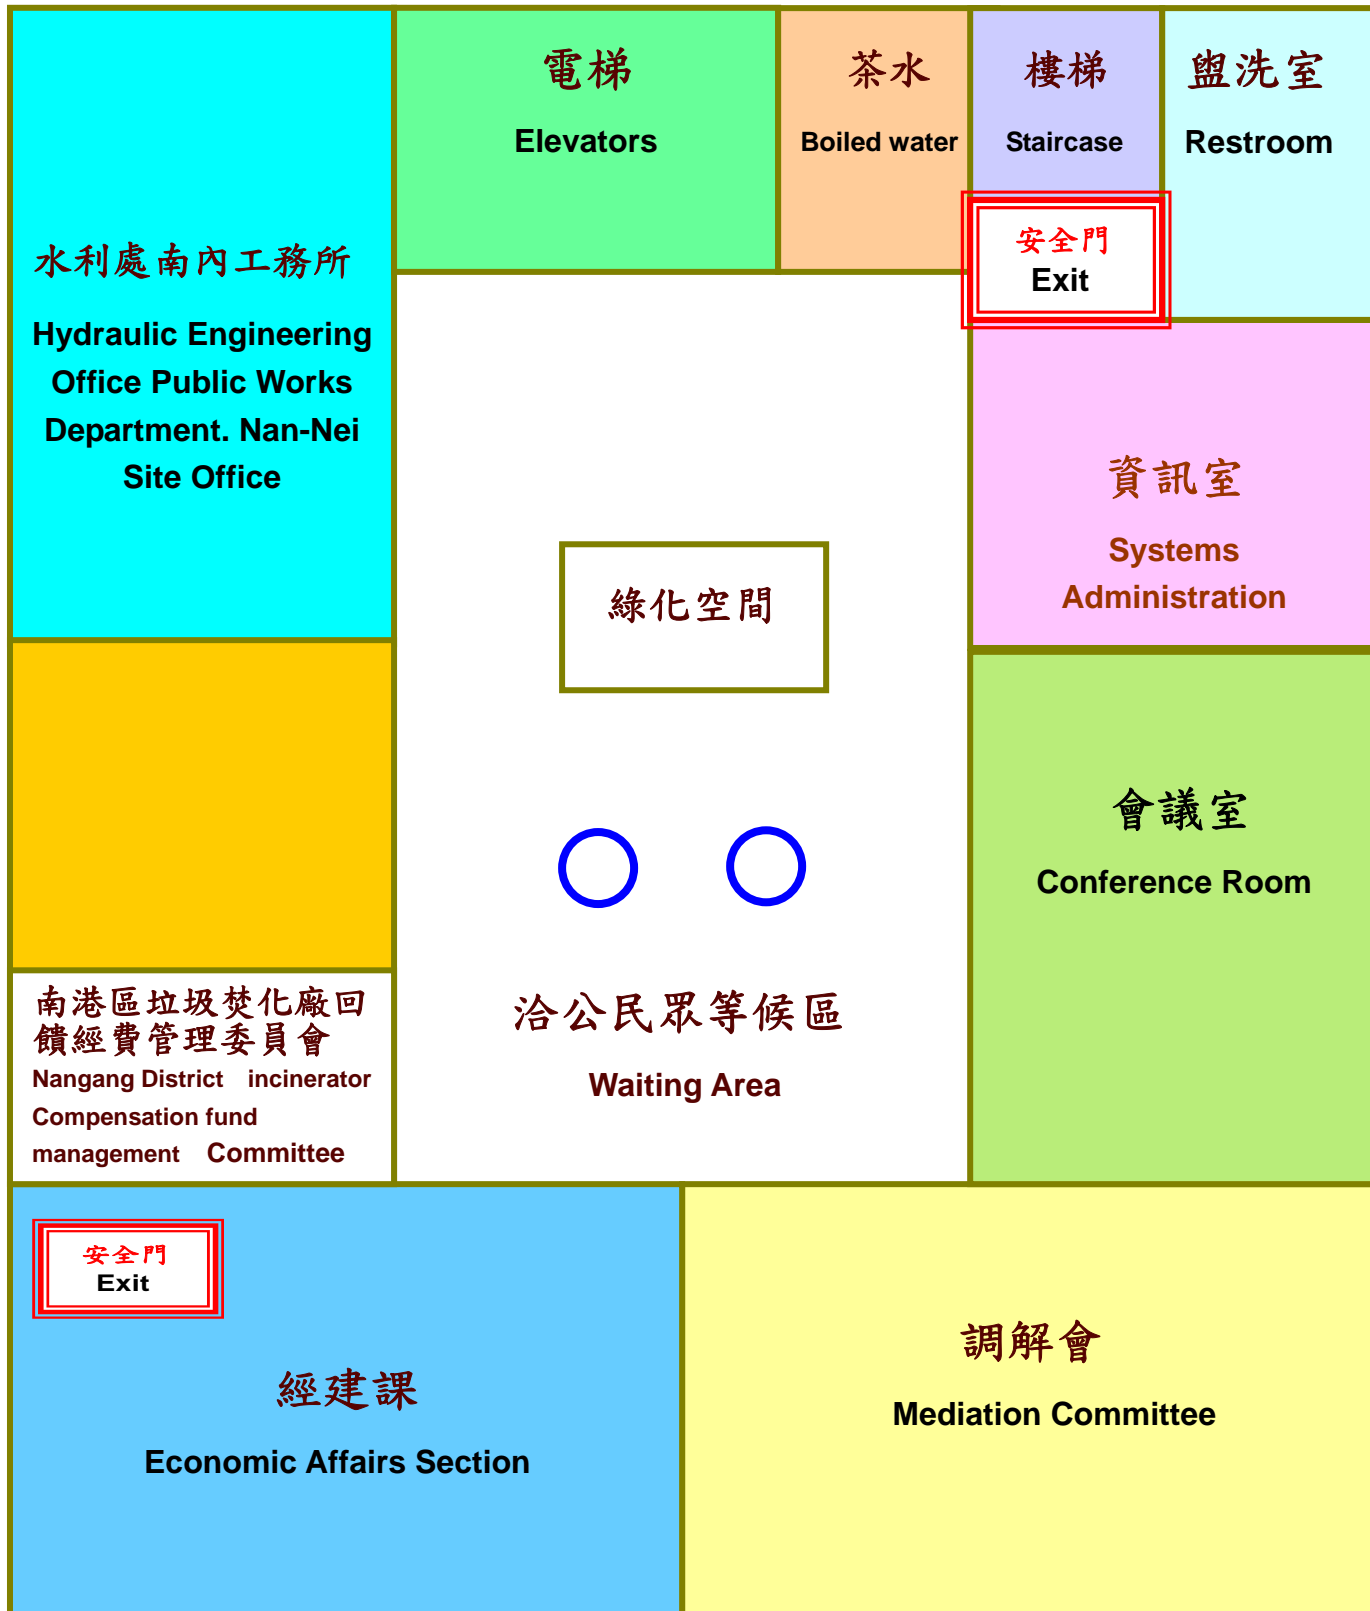 電梯
Elevators
茶水
Boiled water
樓梯
Staircase
盥洗室
Restroom
安全門
Exit
水利處南內工務所
Hydraulic Engineering
Office Public Works
Department. Nan-Nei
Site Office
資訊室
Systems
Administration
綠化空間
會議室
Conference Room
南港區垃圾焚化廠回
饋經費管理委員會
Nangang District incinerator
Compensation fund
management Committee
洽公民眾等候區
Waiting Area
安全門
Exit
經建課
Economic Affairs Section
調解會
Mediation Committee